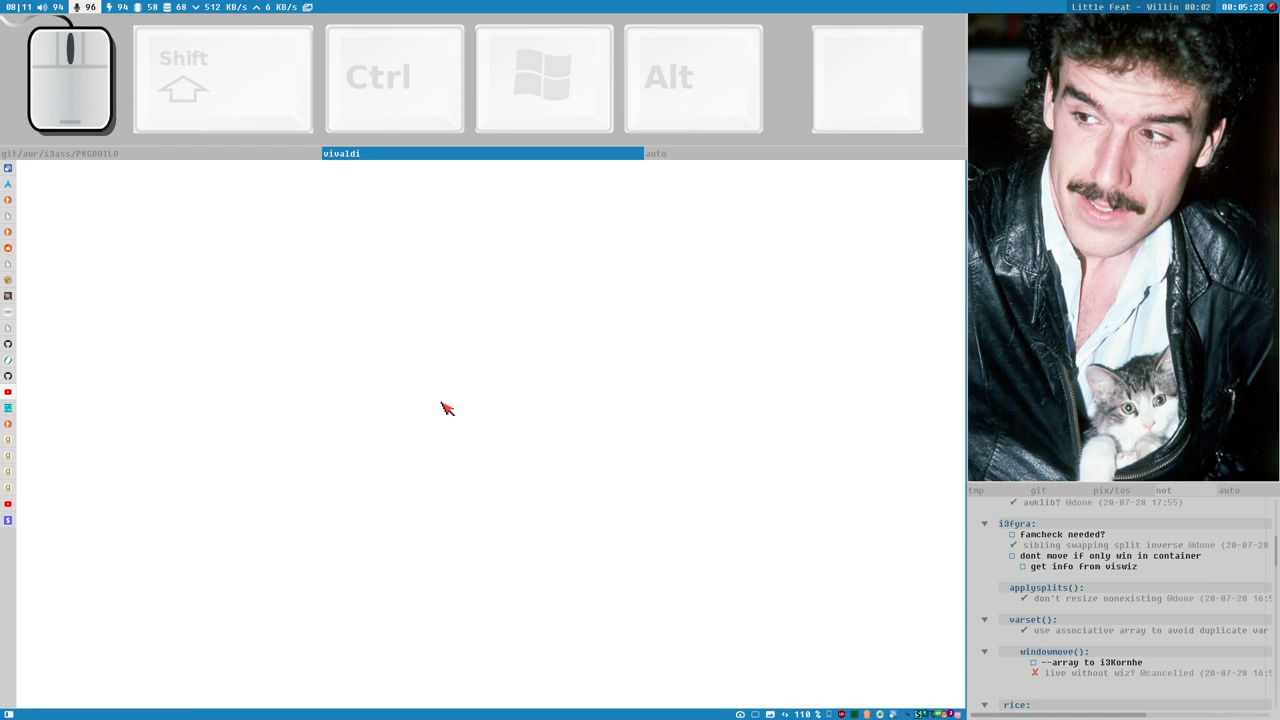 08|11 94 96 94 58 68 512 KB/s 6 KB/s
Little Feat - Willin 00:02 00:05:23
Shift
Ctrl
Alt
git/aur/i3ass/PKGBUILD vivaldi auto
tmp git pix/tos not auto
✔ awklib? @done (20-07-28 17:55)
▼ i3fyra:
☐ famcheck needed?
✔ sibling swapping split inverse @done (20-07-28
☐ dont move if only win in container
☐ get info from viswiz
applysplits():
✔ don't resize nonexisting @done (20-07-28 16:5
▼ varset():
✔ use associative array to avoid duplicate var
▼ windowmove():
☐ --array to i3Kornhe
✘ live without wiz? @cancelled (20-07-28 16:5
▼ rice:
110 %